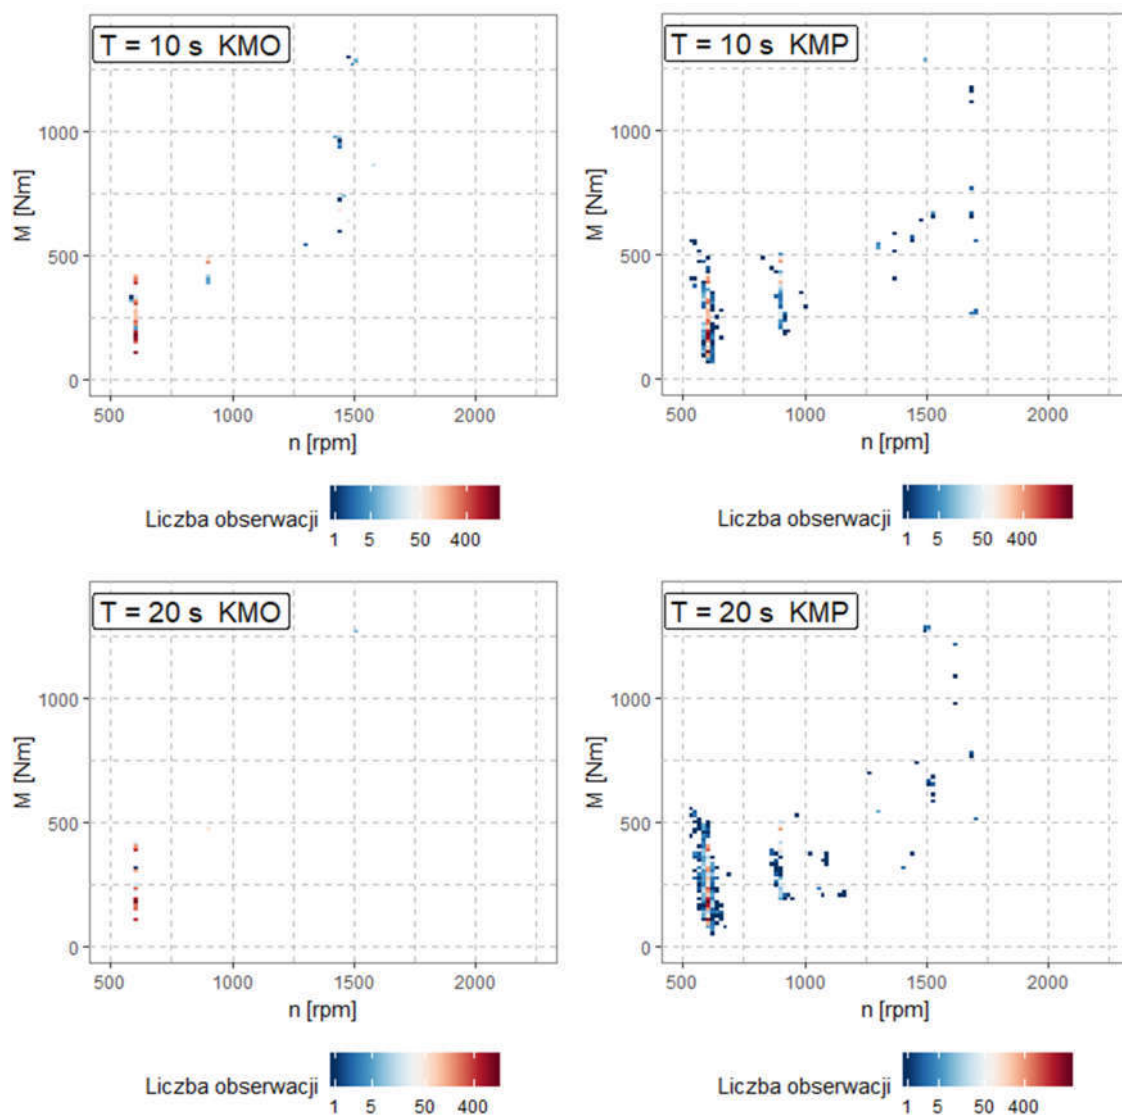 T = 10 s KMO
M [Nm]
1000
500
0
500 1000 1500 2000
n [rpm]
Liczba obserwacji
1 5 50 400
T = 10 s KMP
M [Nm]
1000
500
0
500 1000 1500 2000
n [rpm]
Liczba obserwacji
1 5 50 400
T = 20 s KMO
M [Nm]
1000
500
0
500 1000 1500 2000
n [rpm]
Liczba obserwacji
1 5 50 400
T = 20 s KMP
M [Nm]
1000
500
0
500 1000 1500 2000
n [rpm]
Liczba obserwacji
1 5 50 400